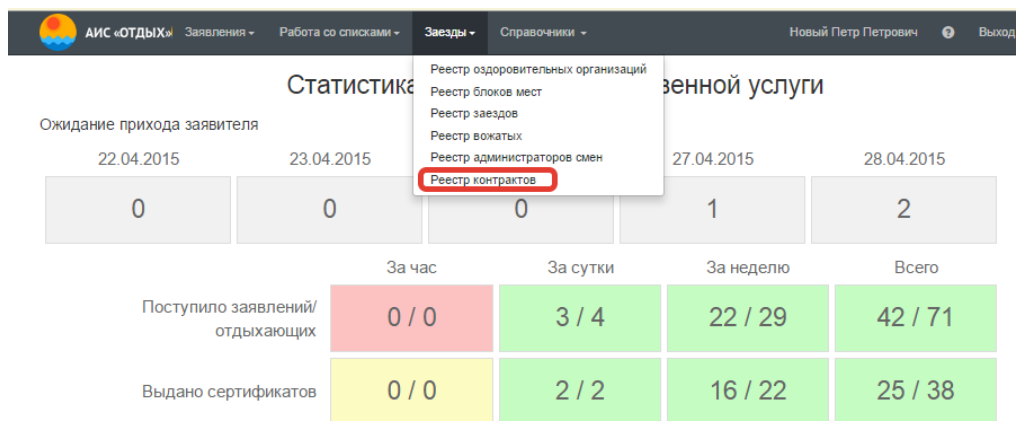 АИС «ОТДЫХ» Заявления Работа со списками Заезды Справочники Новый Петр Петрович ? Выход
Реестр оздоровительных организаций
Реестр блоков мест
Реестр заездов
Реестр вожатых
Реестр администраторов смен
Реестр контрактов
Статистика венной услуги
Ожидание прихода заявителя
22.04.2015 23.04.2015 27.04.2015 28.04.2015
0 0 0 1 2
За час За сутки За неделю Всего
Поступило заявлений/
отдыхающих
0 / 0 3 / 4 22 / 29 42 / 71
Выдано сертификатов 0 / 0 2 / 2 16 / 22 25 / 38